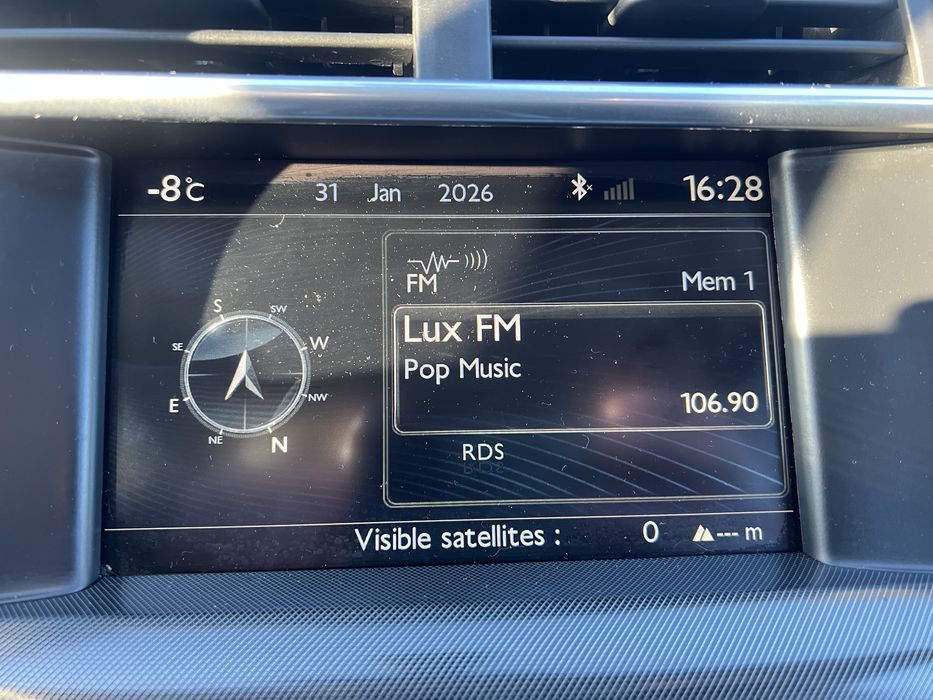 -8°C 31 Jan 2026 16:28
FM Mem 1
Lux FM
Pop Music
106.90
RDS
S SW
SE W
E NW
NE N
Visible satellites : 0 --- m